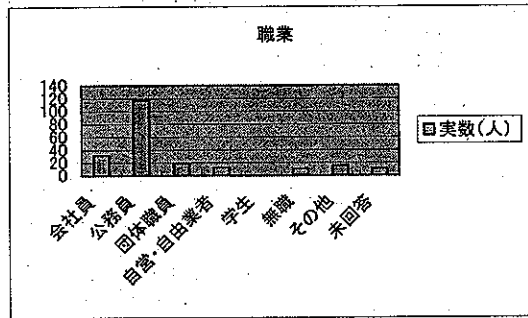 職業
140
120
100
80
60
40
20
0
実数(人)
会社員
公務員
団体職員
自営・自由業者
学生
無職
その他
未回答